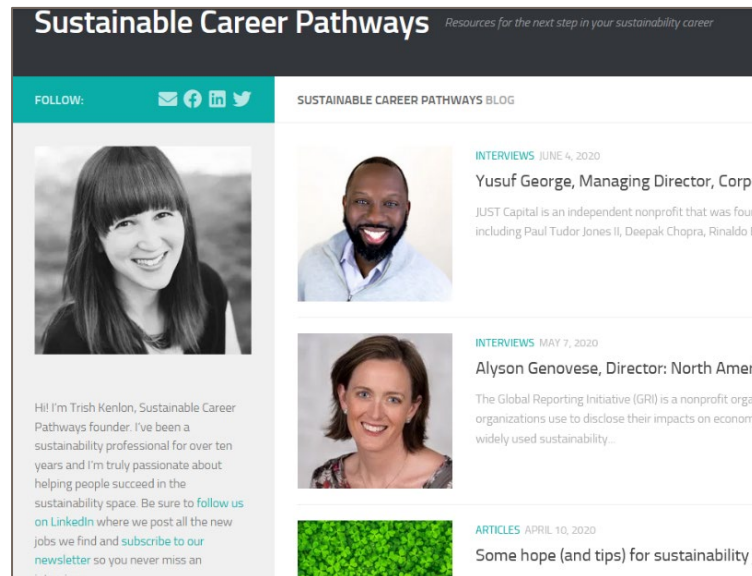 Sustainable Career Pathways
Resources for the next step in your sustainability career
FOLLOW:
SUSTAINABLE CAREER PATHWAYS BLOG
Hi! I'm Trish Kenlon, Sustainable Career
Pathways founder. I've been a
sustainability professional for over ten
years and I'm truly passionate about
helping people succeed in the
sustainability space. Be sure to follow us
on LinkedIn where we post all the new
jobs we find and subscribe to our
newsletter so you never miss an
INTERVIEWS JUNE 4, 2020
Yusuf George, Managing Director, Corp
JUST Capital is an independent nonprofit that was fou
including Paul Tudor Jones II, Deepak Chopra, Rinaldo
INTERVIEWS MAY 7, 2020
Alyson Genovese, Director: North Amer
The Global Reporting Initiative (GRI) is a nonprofit orga
organizations use to disclose their impacts on econom
widely used sustainability...
ARTICLES APRIL 10, 2020
Some hope (and tips) for sustainability